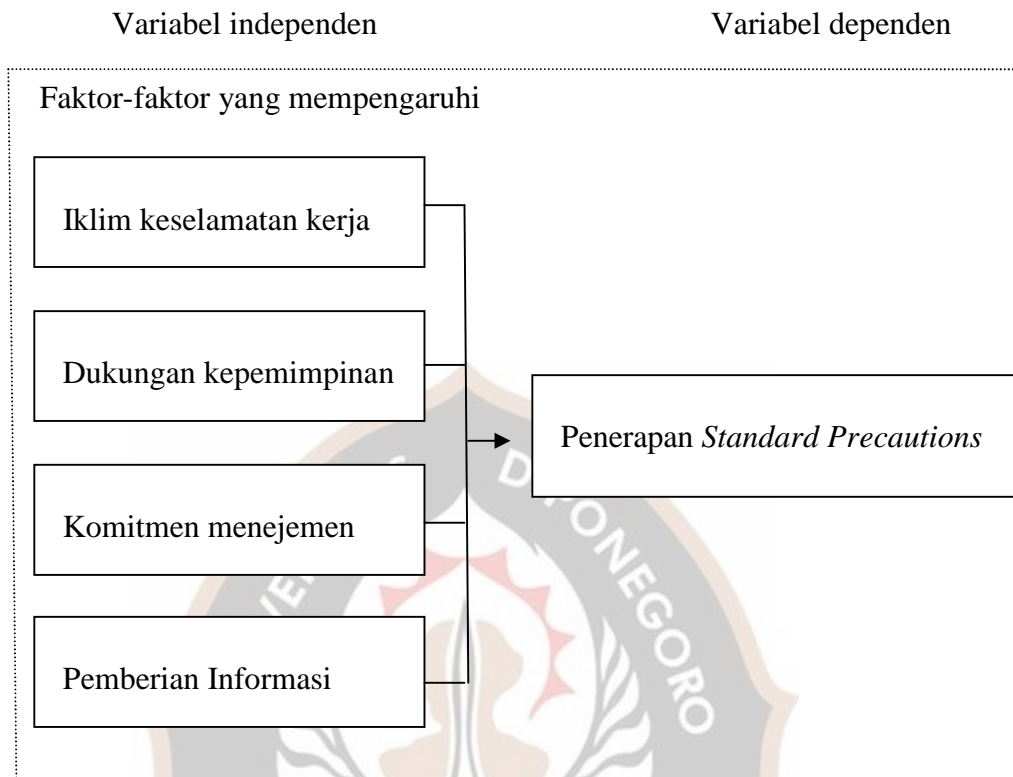 Variabel independen
Variabel dependen
Faktor-faktor yang mempengaruhi
Iklim keselamatan kerja
Dukungan kepemimpinan
Penerapan Standard Precautions
Komitmen menejemen
Pemberian Informasi
DIPONEGORO